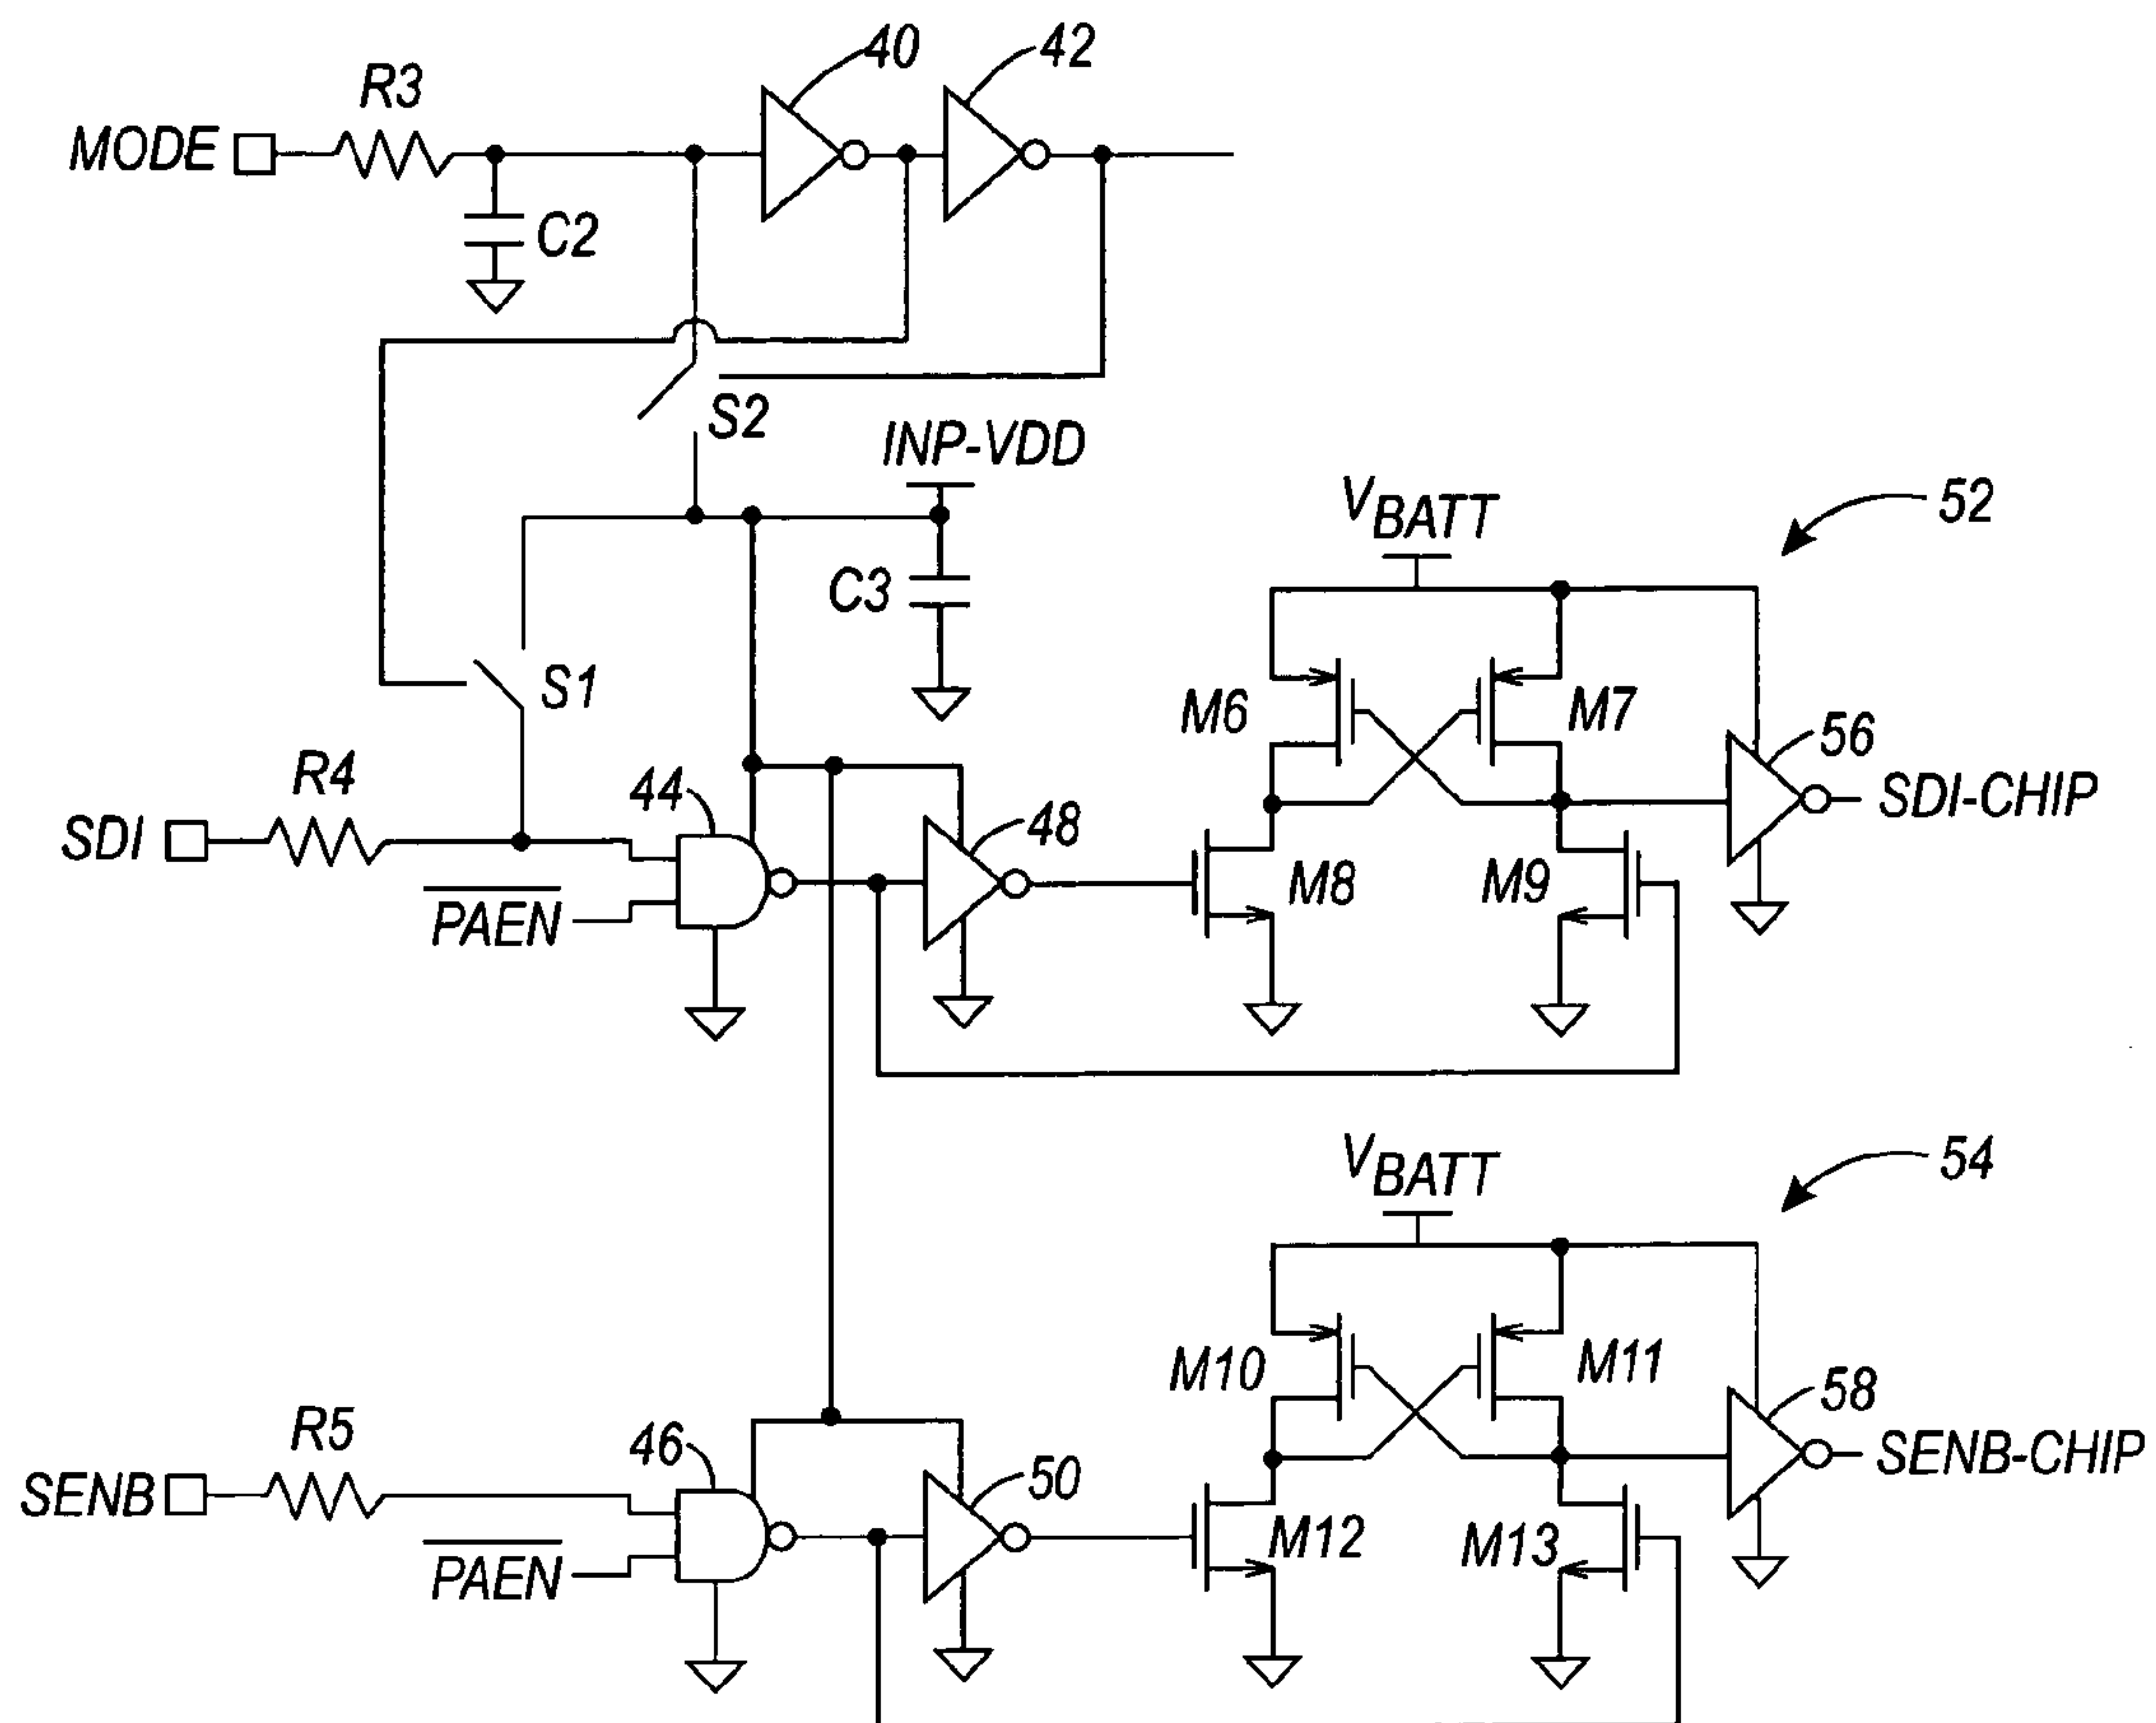 40
42
R3
MODE
C2
S2
INP-VDD
VBATT
52
C3
S1
M6
M7
56
R4
44
48
SDI-CHIP
SDI
M8
M9
PAEN
VBATT
54
M10
M11
58
R5
46
50
SENB-CHIP
SENB
M12
M13
PAEN